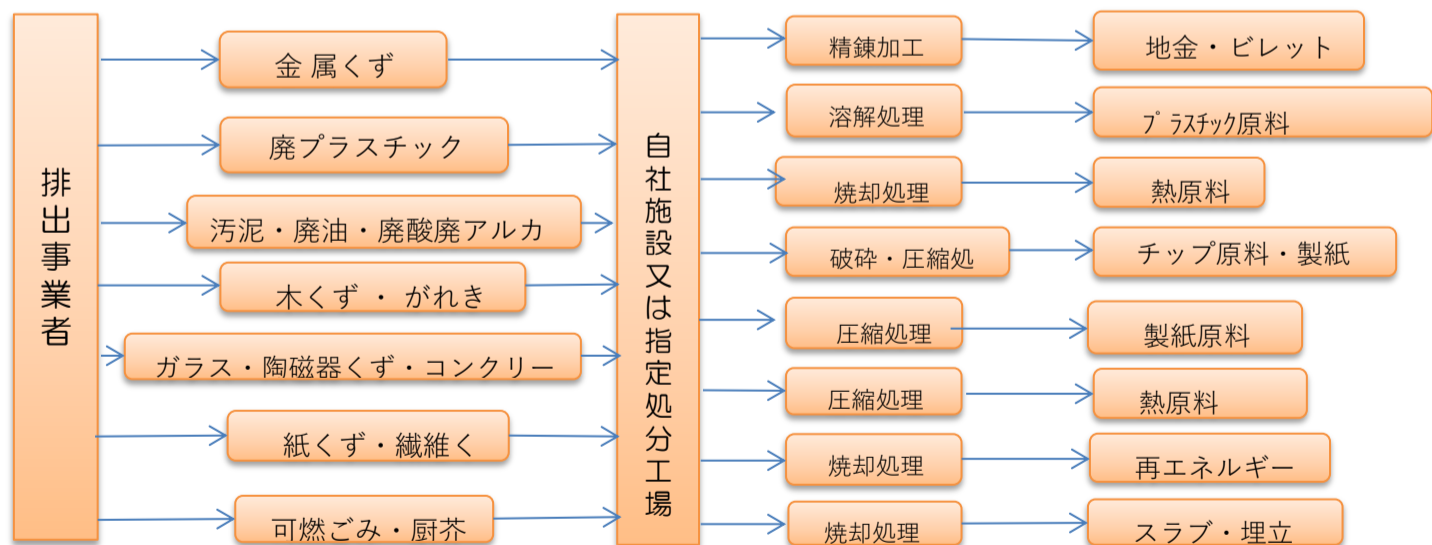 排出事業者
金属くず
廃プラスチック
汚泥・廃油・廃酸廃アルカ
木くず ・ がれき
ガラス・陶磁器くず・コンクリー
紙くず・繊維く
可燃ごみ・厨芥
自社施設又は指定処分工場
精錬加工
地金・ビレット
溶解処理
プラスチック原料
焼却処理
熱原料
破砕・圧縮処
チップ原料・製紙
圧縮処理
製紙原料
圧縮処理
熱原料
焼却処理
再エネルギー
焼却処理
スラブ・埋立